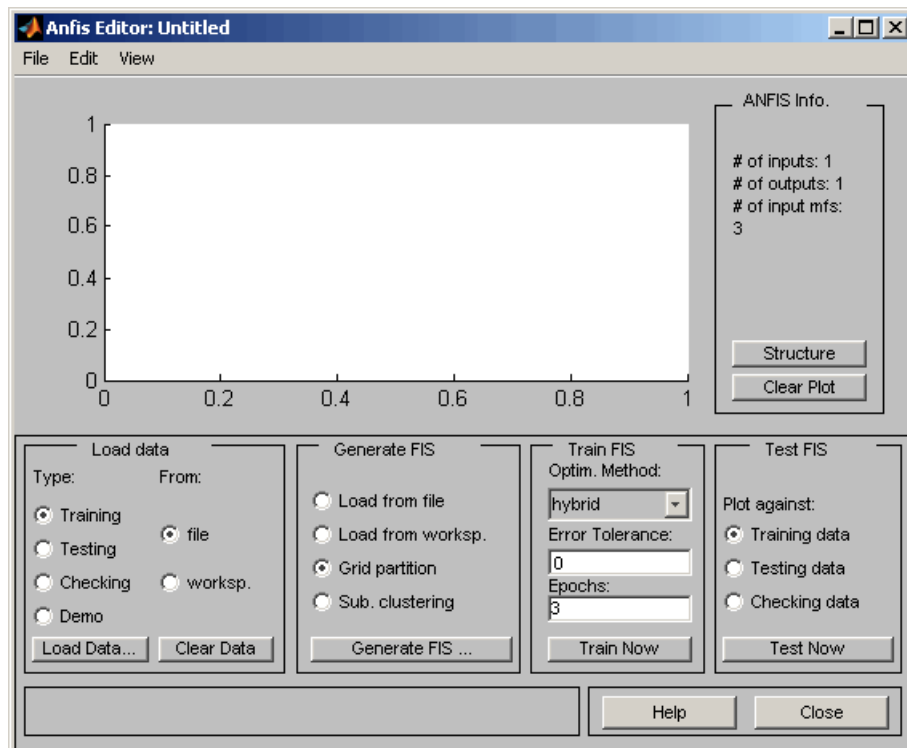 Anfis Editor: Untitled
File Edit View
ANFIS Info.
# of inputs: 1
# of outputs: 1
# of input mfs:
3
Structure
Clear Plot
1
0.8
0.6
0.4
0.2
0
0 0.2 0.4 0.6 0.8 1
Load data
Type: From:
Training
Testing
Checking
Demo
file
worksp.
Load Data... Clear Data
Generate FIS
Load from file
Load from worksp.
Grid partition
Sub. clustering
Generate FIS ...
Train FIS
Optim. Method:
hybrid
Error Tolerance:
0
Epochs:
3
Train Now
Test FIS
Plot against:
Training data
Testing data
Checking data
Test Now
Help Close